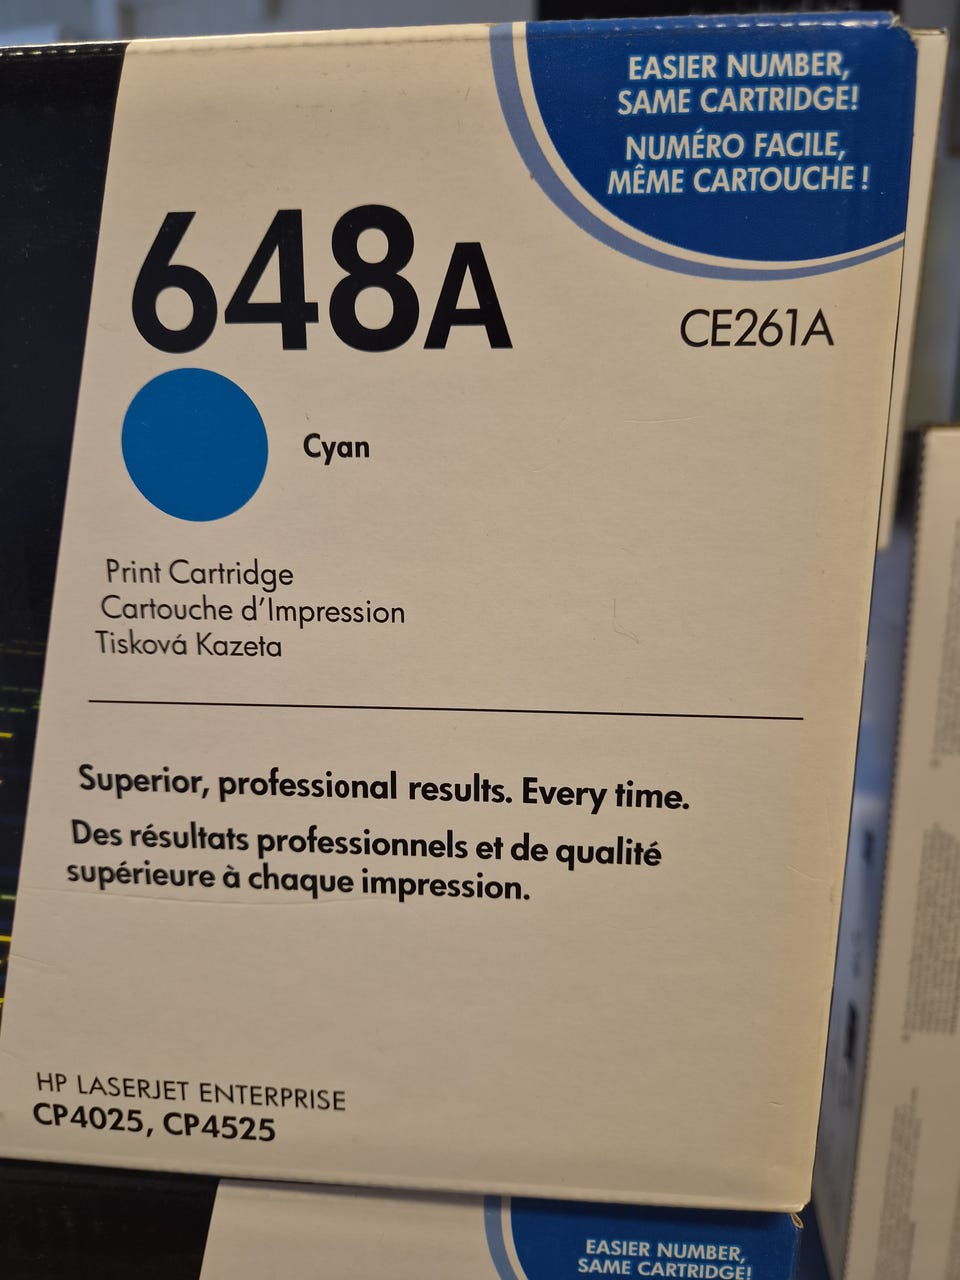 EASIER NUMBER,
SAME CARTRIDGE!
NUMÉRO FACILE,
MÊME CARTOUCHE !
648A
CE261A
Cyan
Print Cartridge
Cartouche d'Impression
Tisková Kazeta
Superior, professional results. Every time.
Des résultats professionnels et de qualité
supérieure à chaque impression.
HP LASERJET ENTERPRISE
CP4025, CP4525
EASIER NUMBER,
SAME CARTRIDGE!